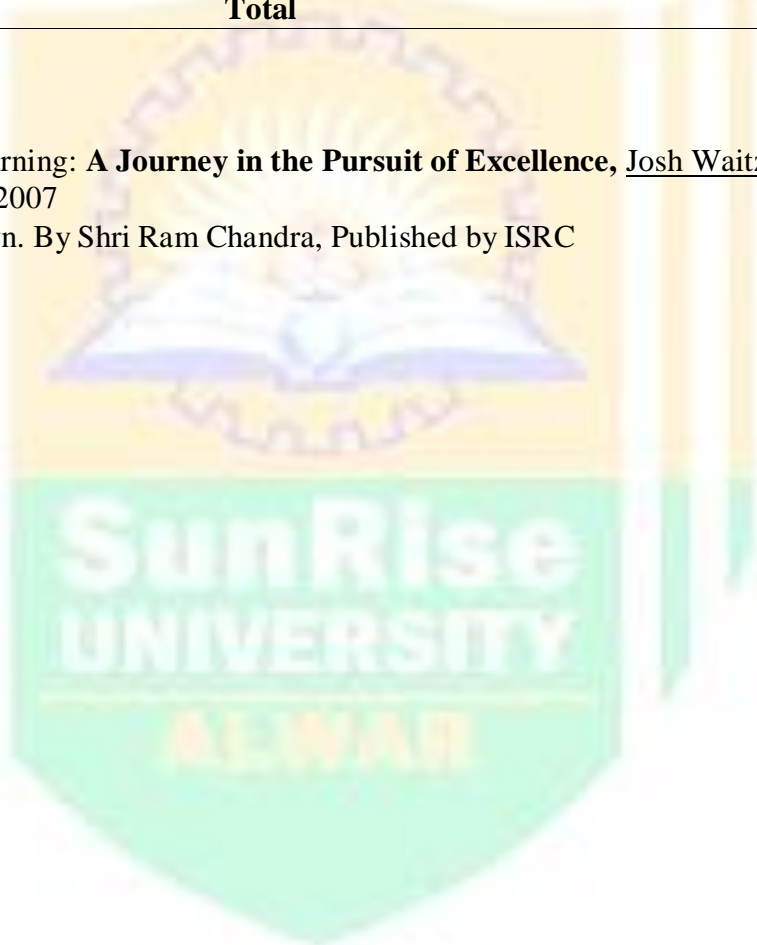 Total
rning: A Journey in the Pursuit of Excellence, Josh Waitz
2007
n. By Shri Ram Chandra, Published by ISRC
SunRise
UNIVERSITY
ALWAR